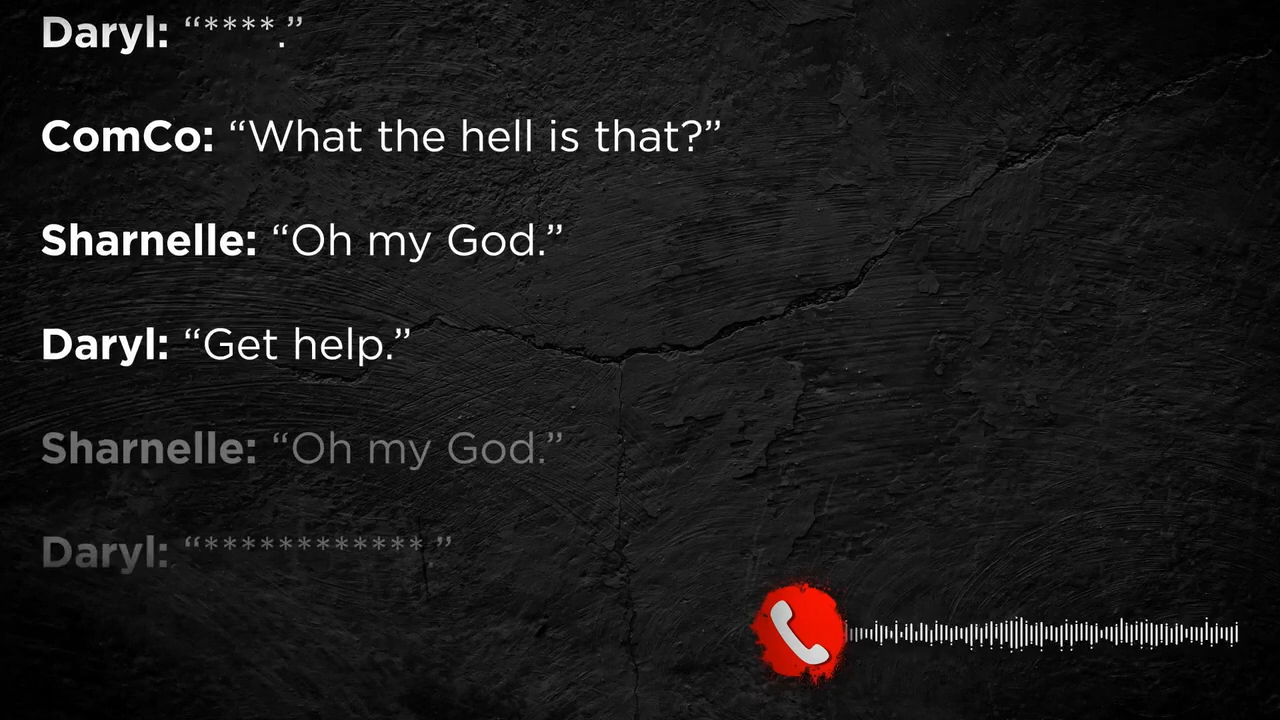 Daryl: “****.”
ComCo: “What the hell is that?”
Sharnelle: “Oh my God.”
Daryl: “Get help.”
Sharnelle: “Oh my God.”
Daryl: “************.”